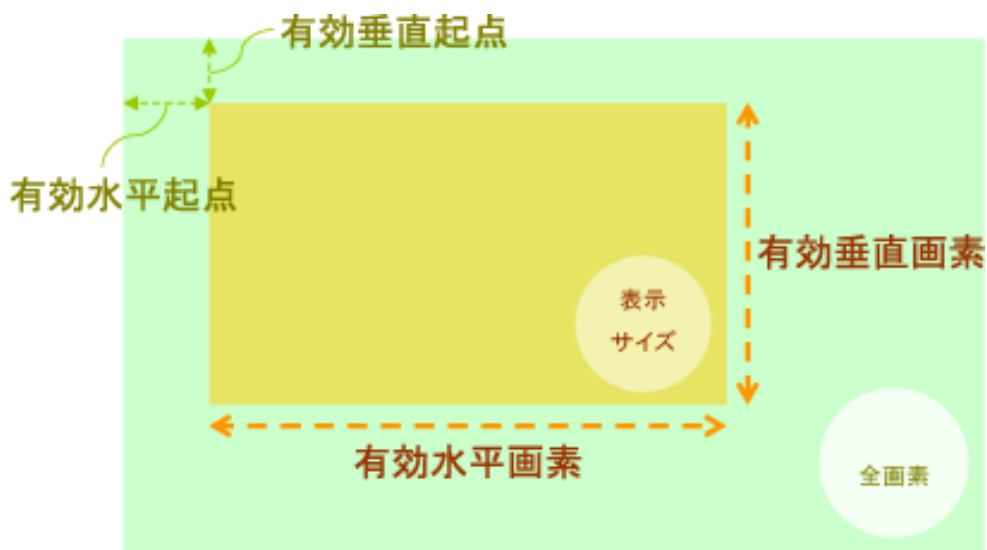 有効垂直起点
有効水平起点
有効垂直画素
表示
サイズ
有効水平画素
全画素